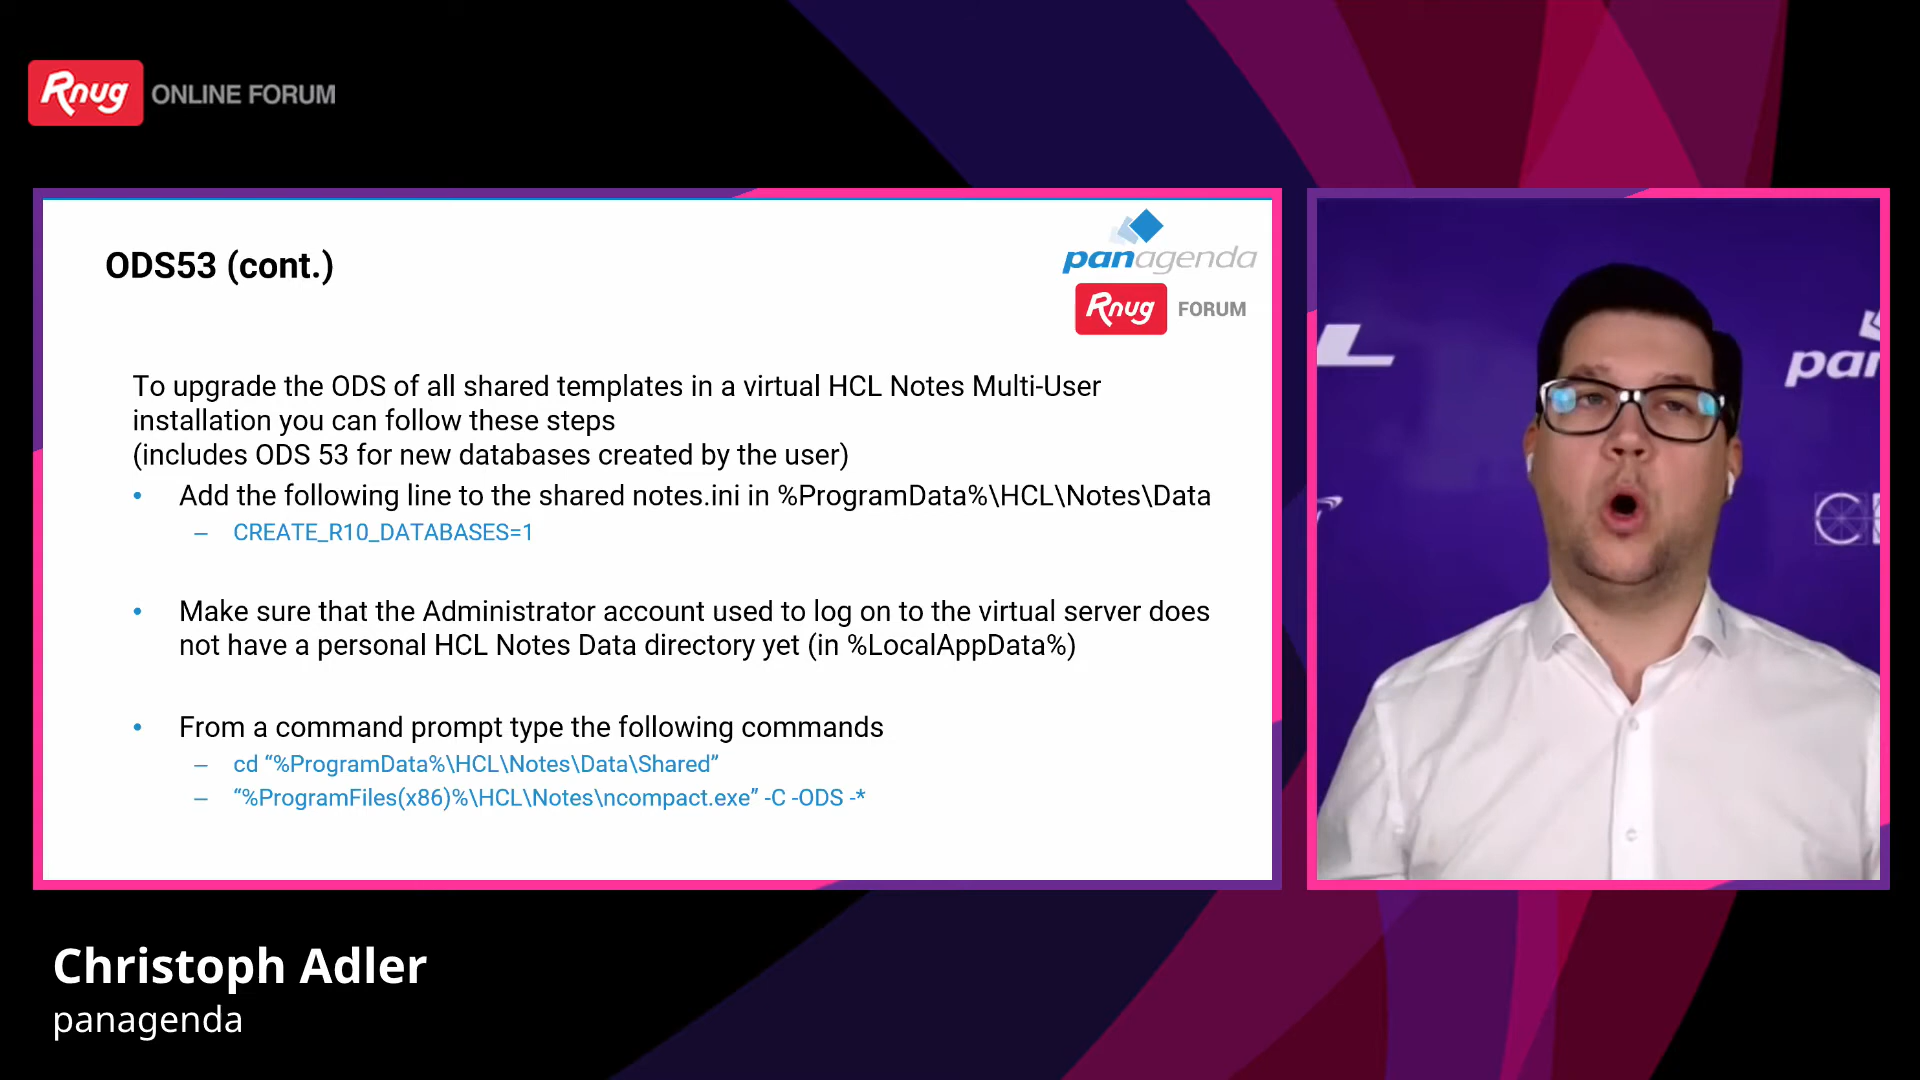 Rnug ONLINE FORUM
ODS53 (cont.)
panagenda
Rnug FORUM
To upgrade the ODS of all shared templates in a virtual HCL Notes Multi-User
installation you can follow these steps
(includes ODS 53 for new databases created by the user)
• Add the following line to the shared notes.ini in %ProgramData%\HCL\Notes\Data
– CREATE_R10_DATABASES=1
• Make sure that the Administrator account used to log on to the virtual server does
not have a personal HCL Notes Data directory yet (in %LocalAppData%)
• From a command prompt type the following commands
– cd “%ProgramData%\HCL\Notes\Data\Shared”
– “%ProgramFiles(x86)%\HCL\Notes\ncompact.exe” -C -ODS -*
L
pan
Christoph Adler
panagenda